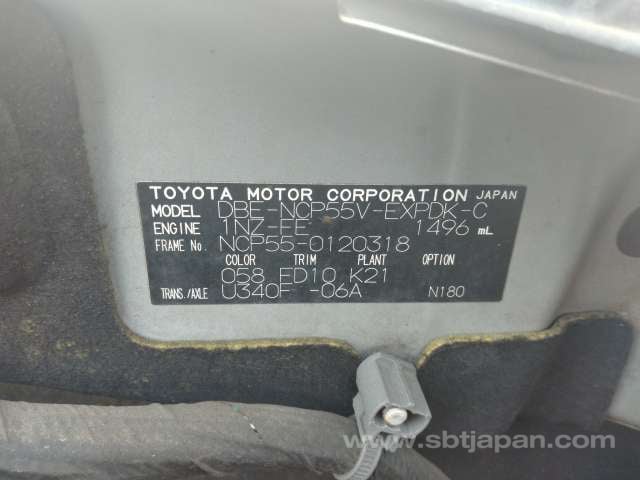 TOYOTA MOTOR CORPORATION JAPAN
MODEL DBE-NCP55V-EXPDK-C
ENGINE 1NZ-FE 1496 mL
FRAME NO. NCP55-0120318
COLOR TRIM PLANT OPTION
058 FD10 K21
TRANS./AXLE U340F -06A N180
www.sbtjapan.com